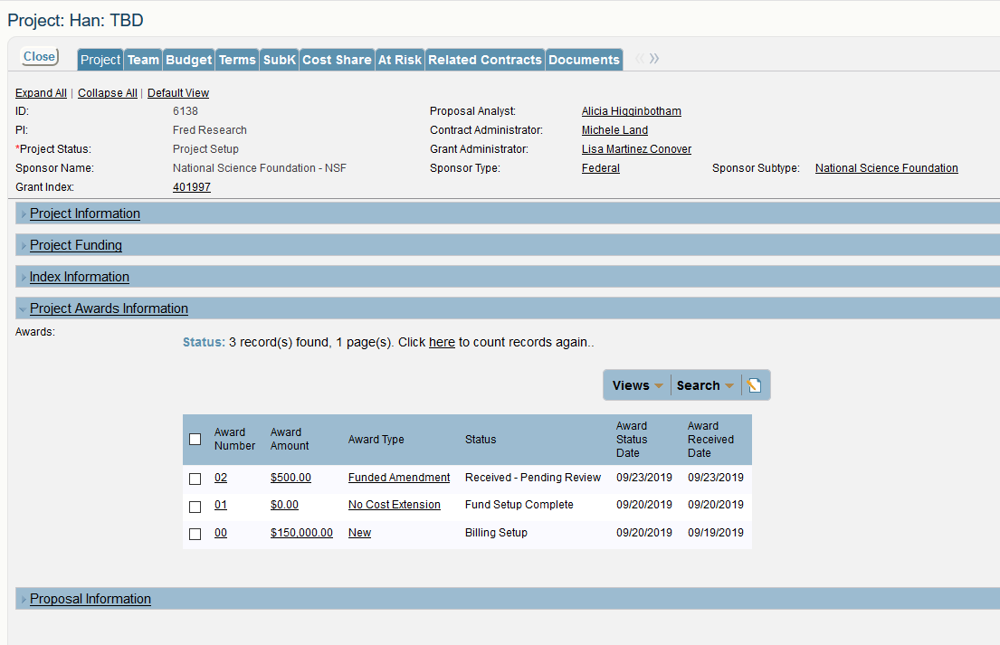 Project: Han: TBD
Close Project Team Budget Terms SubK Cost Share At Risk Related Contracts Documents « »
Expand All | Collapse All | Default View
ID: 6138 Proposal Analyst: Alicia Higginbotham
PI: Fred Research Contract Administrator: Michele Land
*Project Status: Project Setup Grant Administrator: Lisa Martinez Conover
Sponsor Name: National Science Foundation - NSF Sponsor Type: Federal Sponsor Subtype: National Science Foundation
Grant Index: 401997
Project Information
Project Funding
Index Information
Project Awards Information
Awards:
Status: 3 record(s) found, 1 page(s). Click here to count records again..
Views Search
Award Number Award Amount Award Type Status Award Status Date Award Received Date
02 $500.00 Funded Amendment Received - Pending Review 09/23/2019 09/23/2019
01 $0.00 No Cost Extension Fund Setup Complete 09/20/2019 09/20/2019
00 $150,000.00 New Billing Setup 09/20/2019 09/19/2019
Proposal Information